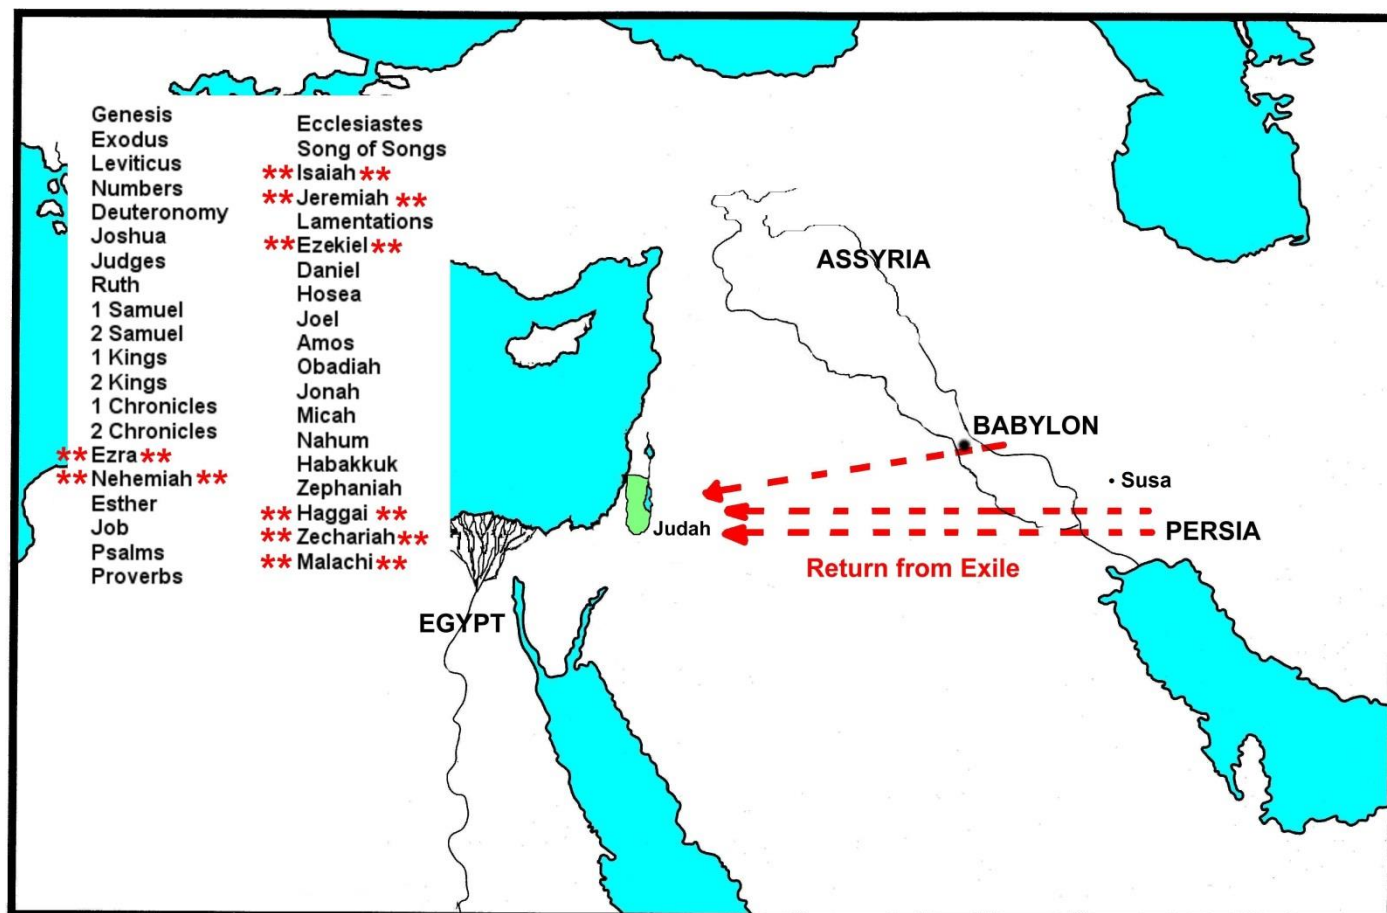 Genesis
Exodus
Leviticus
Numbers
Deuteronomy
Joshua
Judges
Ruth
1 Samuel
2 Samuel
1 Kings
2 Kings
1 Chronicles
2 Chronicles
**Ezra**
**Nehemiah**
Esther
Job
Psalms
Proverbs
Ecclesiastes
Song of Songs
**Isaiah**
**Jeremiah**
Lamentations
**Ezekiel**
Daniel
Hosea
Joel
Amos
Obadiah
Jonah
Micah
Nahum
Habakkuk
Zephaniah
**Haggai**
**Zechariah**
**Malachi**
ASSYRIA
BABYLON
Susa
Judah
PERSIA
Return from Exile
EGYPT